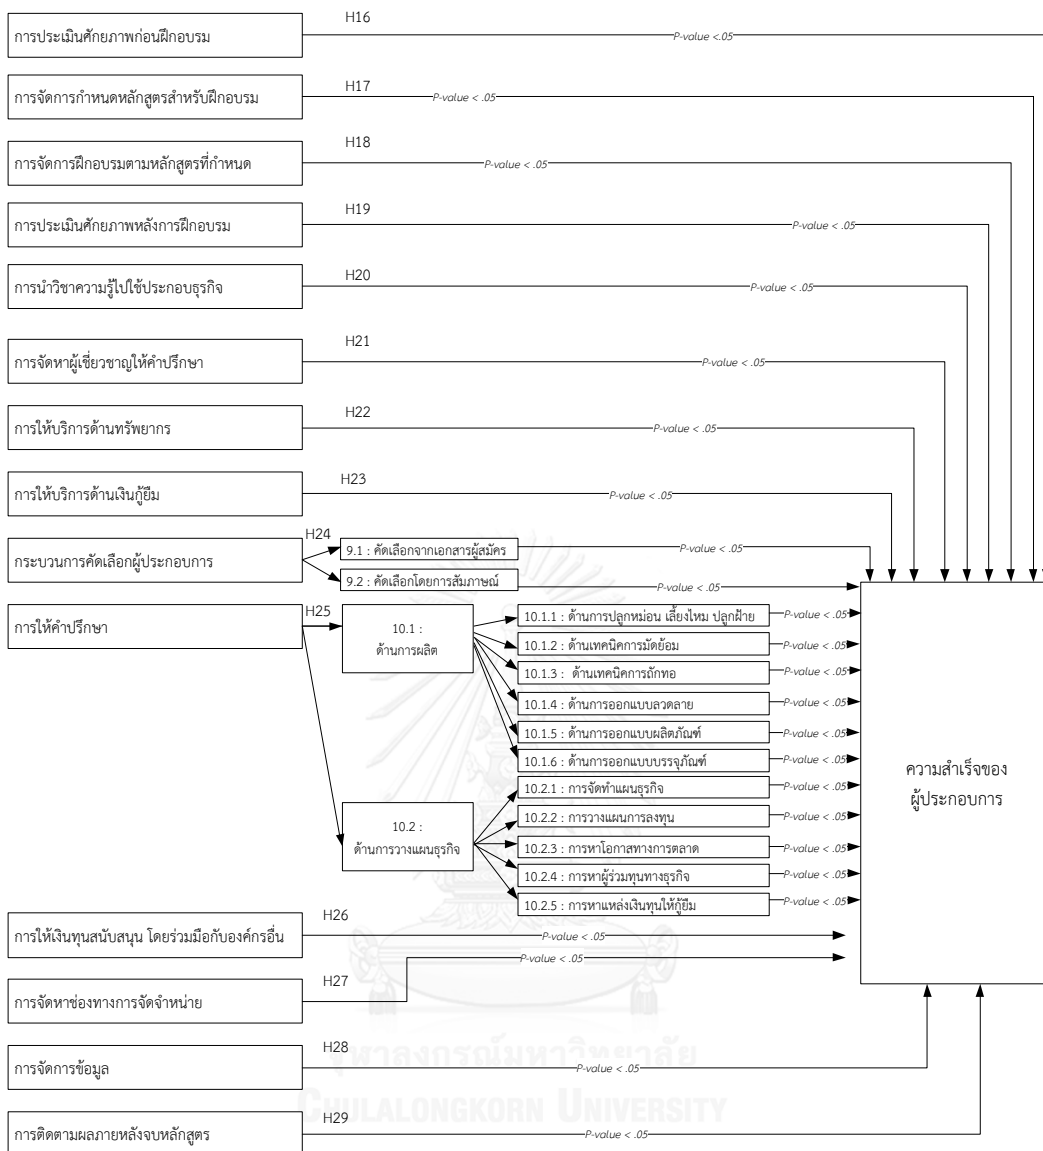 H16
การประเมินศักยภาพก่อนฝึกอบรม
P-value <.05
H17
การจัดการกำหนดหลักสูตรสำหรับฝึกอบรม
P-value < .05
H18
การจัดการฝึกอบรมตามหลักสูตรที่กำหนด
P-value < .05
H19
การประเมินศักยภาพหลังการฝึกอบรม
P-value < .05
H20
การนำวิชาความรู้ไปใช้ประกอบธุรกิจ
P-value < .05
H21
การจัดหาผู้เชี่ยวชาญให้คำปรึกษา
P-value < .05
H22
การให้บริการด้านทรัพยากร
P-value < .05
H23
การให้บริการด้านเงินกู้ยืม
P-value < .05
H24
กระบวนการคัดเลือกผู้ประกอบการ
9.1 : คัดเลือกจากเอกสารผู้สมัคร
P-value < .05
9.2 : คัดเลือกโดยการสัมภาษณ์
P-value < .05
H25
การให้คำปรึกษา
10.1 :
ด้านการผลิต
10.1.1 : ด้านการปลูกหม่อน เลี้ยงไหม ปลูกฝ้าย
P-value < .05
10.1.2 : ด้านเทคนิคการมัดย้อม
P-value < .05
10.1.3 : ด้านเทคนิคการถักทอ
P-value < .05
10.1.4 : ด้านการออกแบบลวดลาย
P-value < .05
10.1.5 : ด้านการออกแบบผลิตภัณฑ์
P-value < .05
10.1.6 : ด้านการออกแบบบรรจุภัณฑ์
P-value < .05
10.2 :
ด้านการวางแผนธุรกิจ
10.2.1 : การจัดทำแผนธุรกิจ
P-value < .05
10.2.2 : การวางแผนการลงทุน
P-value < .05
10.2.3 : การหาโอกาสทางการตลาด
P-value < .05
10.2.4 : การหาผู้ร่วมทุนทางธุรกิจ
P-value < .05
10.2.5 : การหาแหล่งเงินทุนให้กู้ยืม
P-value < .05
ความสำเร็จของ
ผู้ประกอบการ
H26
การให้เงินทุนสนับสนุน โดยร่วมมือกับองค์กรอื่น
P-value < .05
H27
การจัดหาช่องทางการจัดจำหน่าย
P-value < .05
H28
การจัดการข้อมูล
P-value < .05
H29
การติดตามผลภายหลังจบหลักสูตร
P-value < .05
จุฬาลงกรณ์มหาวิทยาลัย
CHULALONGKORN UNIVERSITY